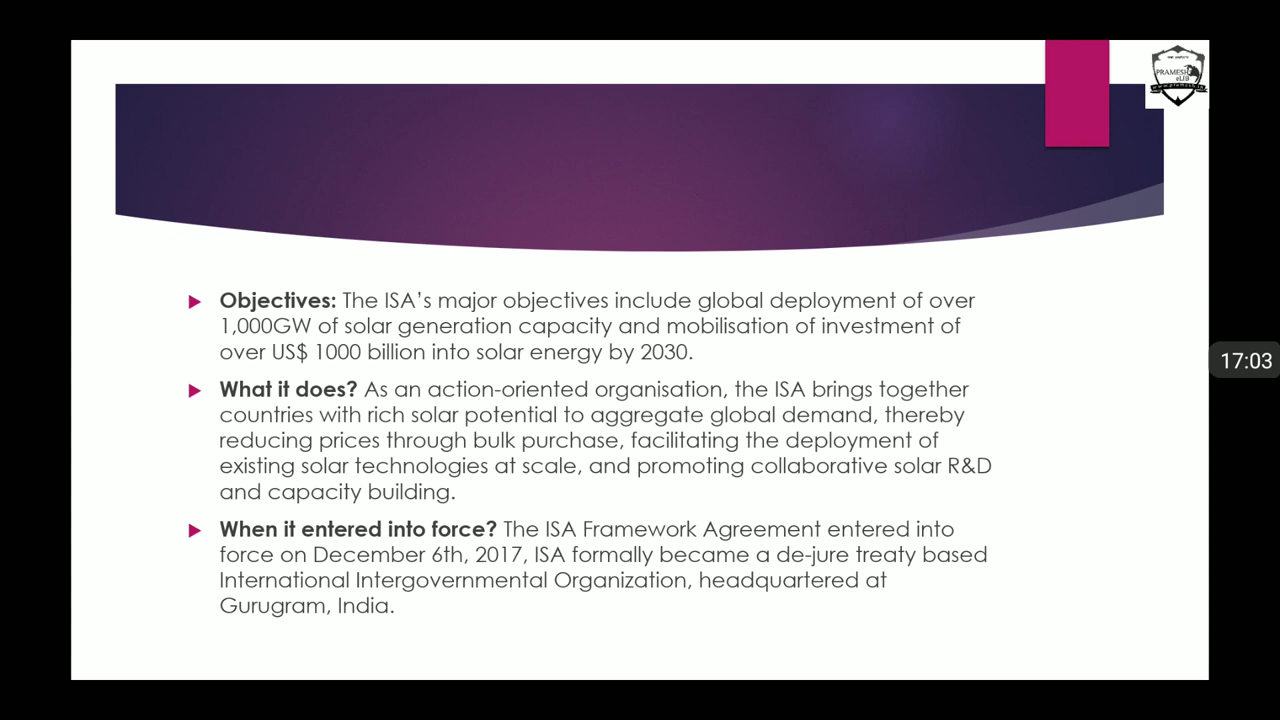 PRAMESH
eLIB
www.pramesh.in
Objectives: The ISA's major objectives include global deployment of over
1,000GW of solar generation capacity and mobilisation of investment of
over US$ 1000 billion into solar energy by 2030.
17:03
What it does? As an action-oriented organisation, the ISA brings together
countries with rich solar potential to aggregate global demand, thereby
reducing prices through bulk purchase, facilitating the deployment of
existing solar technologies at scale, and promoting collaborative solar R&D
and capacity building.
When it entered into force? The ISA Framework Agreement entered into
force on December 6th, 2017, ISA formally became a de-jure treaty based
International Intergovernmental Organization, headquartered at
Gurugram, India.